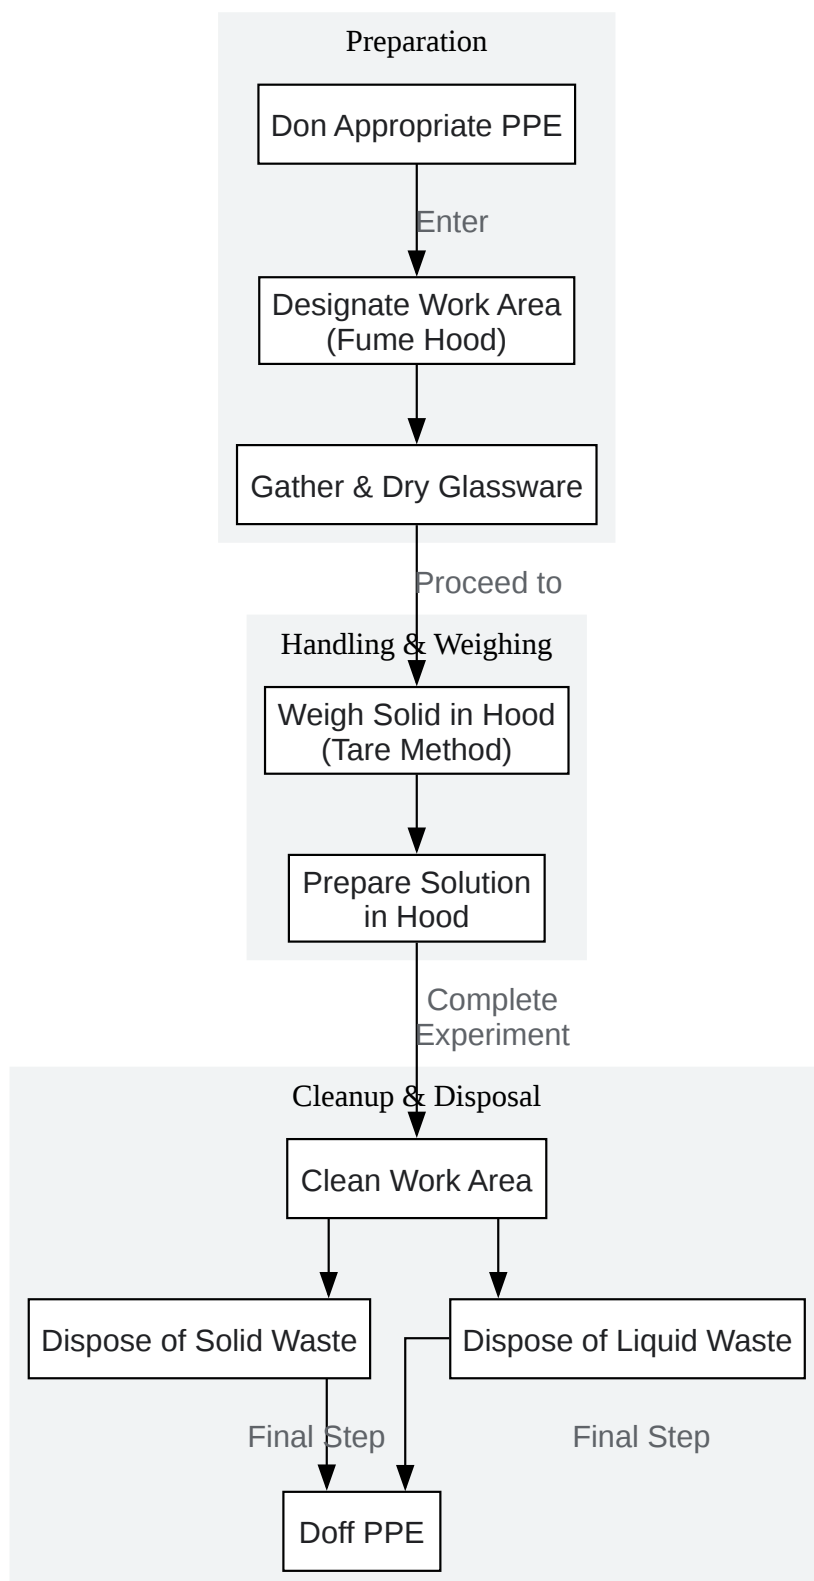 Preparation
Don Appropriate PPE
Enter
Designate Work Area
(Fume Hood)
Gather & Dry Glassware
Proceed to
Handling & Weighing
Weigh Solid in Hood
(Tare Method)
Prepare Solution
in Hood
Complete
Experiment
Cleanup & Disposal
Clean Work Area
Dispose of Solid Waste
Dispose of Liquid Waste
Final Step
Final Step
Doff PPE